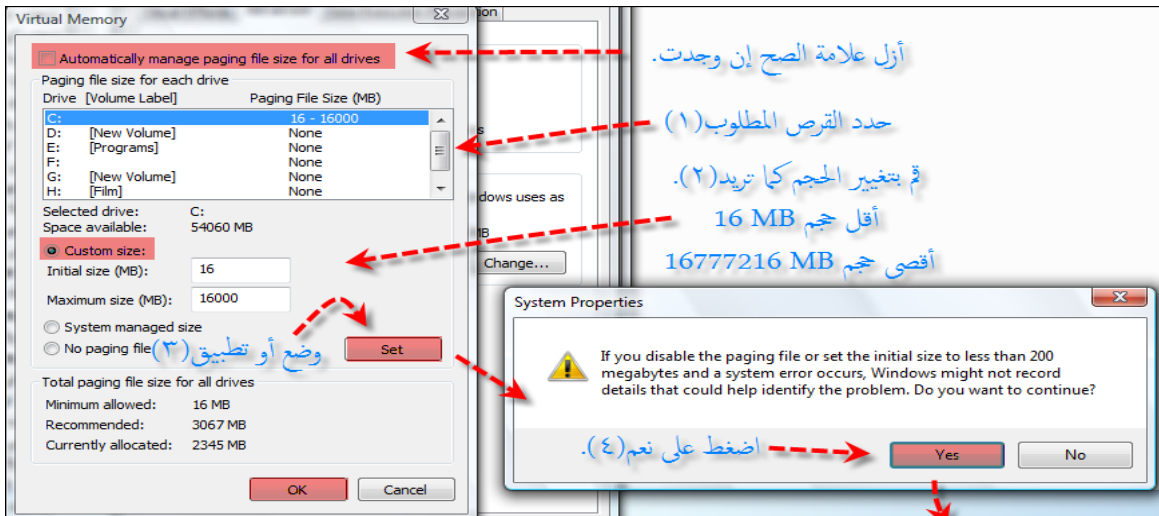 Virtual Memory
Automatically manage paging file size for all drives
أزل علامة الصح إن وجدت.
Paging file size for each drive
Drive [Volume Label] Paging File Size (MB)
C: 16 - 16000
D: [New Volume] None
E: [Programs] None
F: None
G: [New Volume] None
H: [Film] None
حدد القرص المطلوب(١)
قم بتغيير الحجم كما تريد(٢).
أقل حجم 16 MB
أقصى حجم 16777216 MB
dows uses as
Change...
Selected drive: C:
Space available: 54060 MB
Custom size:
Initial size (MB): 16
Maximum size (MB): 16000
System managed size
No paging file
وضع أو تطبيق(٣)
Set
Total paging file size for all drives
Minimum allowed: 16 MB
Recommended: 3067 MB
Currently allocated: 2345 MB
OK Cancel
System Properties
If you disable the paging file or set the initial size to less than 200
megabytes and a system error occurs, Windows might not record
details that could help identify the problem. Do you want to continue?
اضغط على نعم(٤).
Yes No